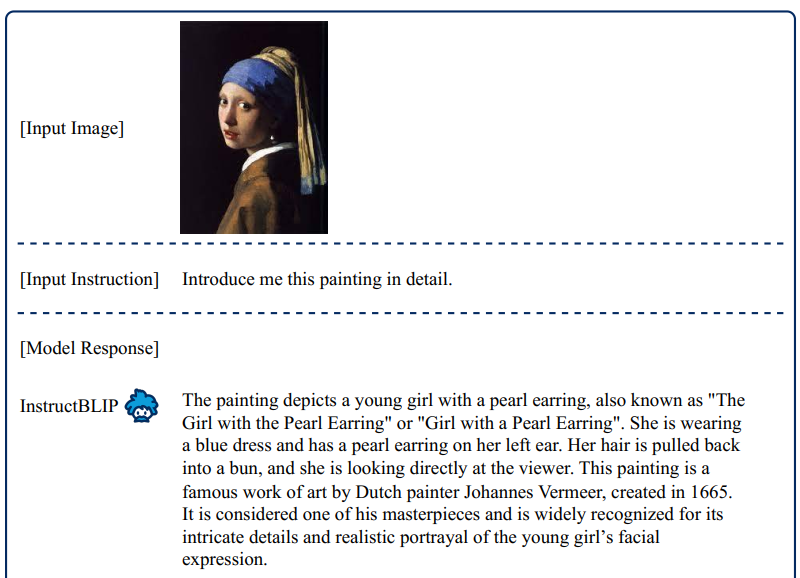 [Input Image]
[Input Instruction] Introduce me this painting in detail.
[Model Response]
InstructBLIP The painting depicts a young girl with a pearl earring, also known as "The
Girl with the Pearl Earring" or "Girl with a Pearl Earring". She is wearing
a blue dress and has a pearl earring on her left ear. Her hair is pulled back
into a bun, and she is looking directly at the viewer. This painting is a
famous work of art by Dutch painter Johannes Vermeer, created in 1665.
It is considered one of his masterpieces and is widely recognized for its
intricate details and realistic portrayal of the young girl’s facial
expression.